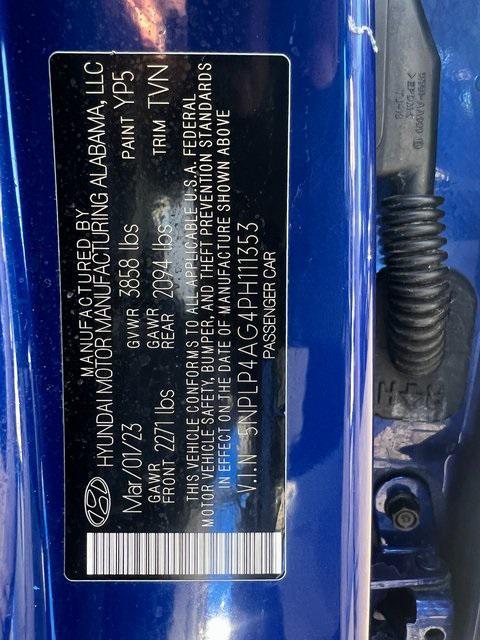 MANUFACTURED BY
HYUNDAI MOTOR MANUFACTURING ALABAMA, LLC
Mar/01/23 GVWR 3858 lbs PAINT YP5
GAWR FRONT 2271 lbs GAWR REAR 2094 lbs TRIM TVN
THIS VEHICLE CONFORMS TO ALL APPLICABLE U.S.A. FEDERAL
MOTOR VEHICLE SAFETY, BUMPER, AND THEFT PREVENTION STANDARDS
IN EFFECT ON THE DATE OF MANUFACTURE SHOWN ABOVE
V.I.N 5NPLP4AG4PH111353
PASSENGER CAR